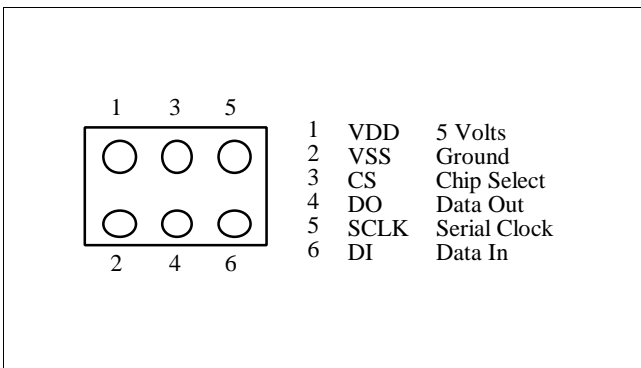 1 3 5
2 4 6
1 VDD 5 Volts
2 VSS Ground
3 CS Chip Select
4 DO Data Out
5 SCLK Serial Clock
6 DI Data In